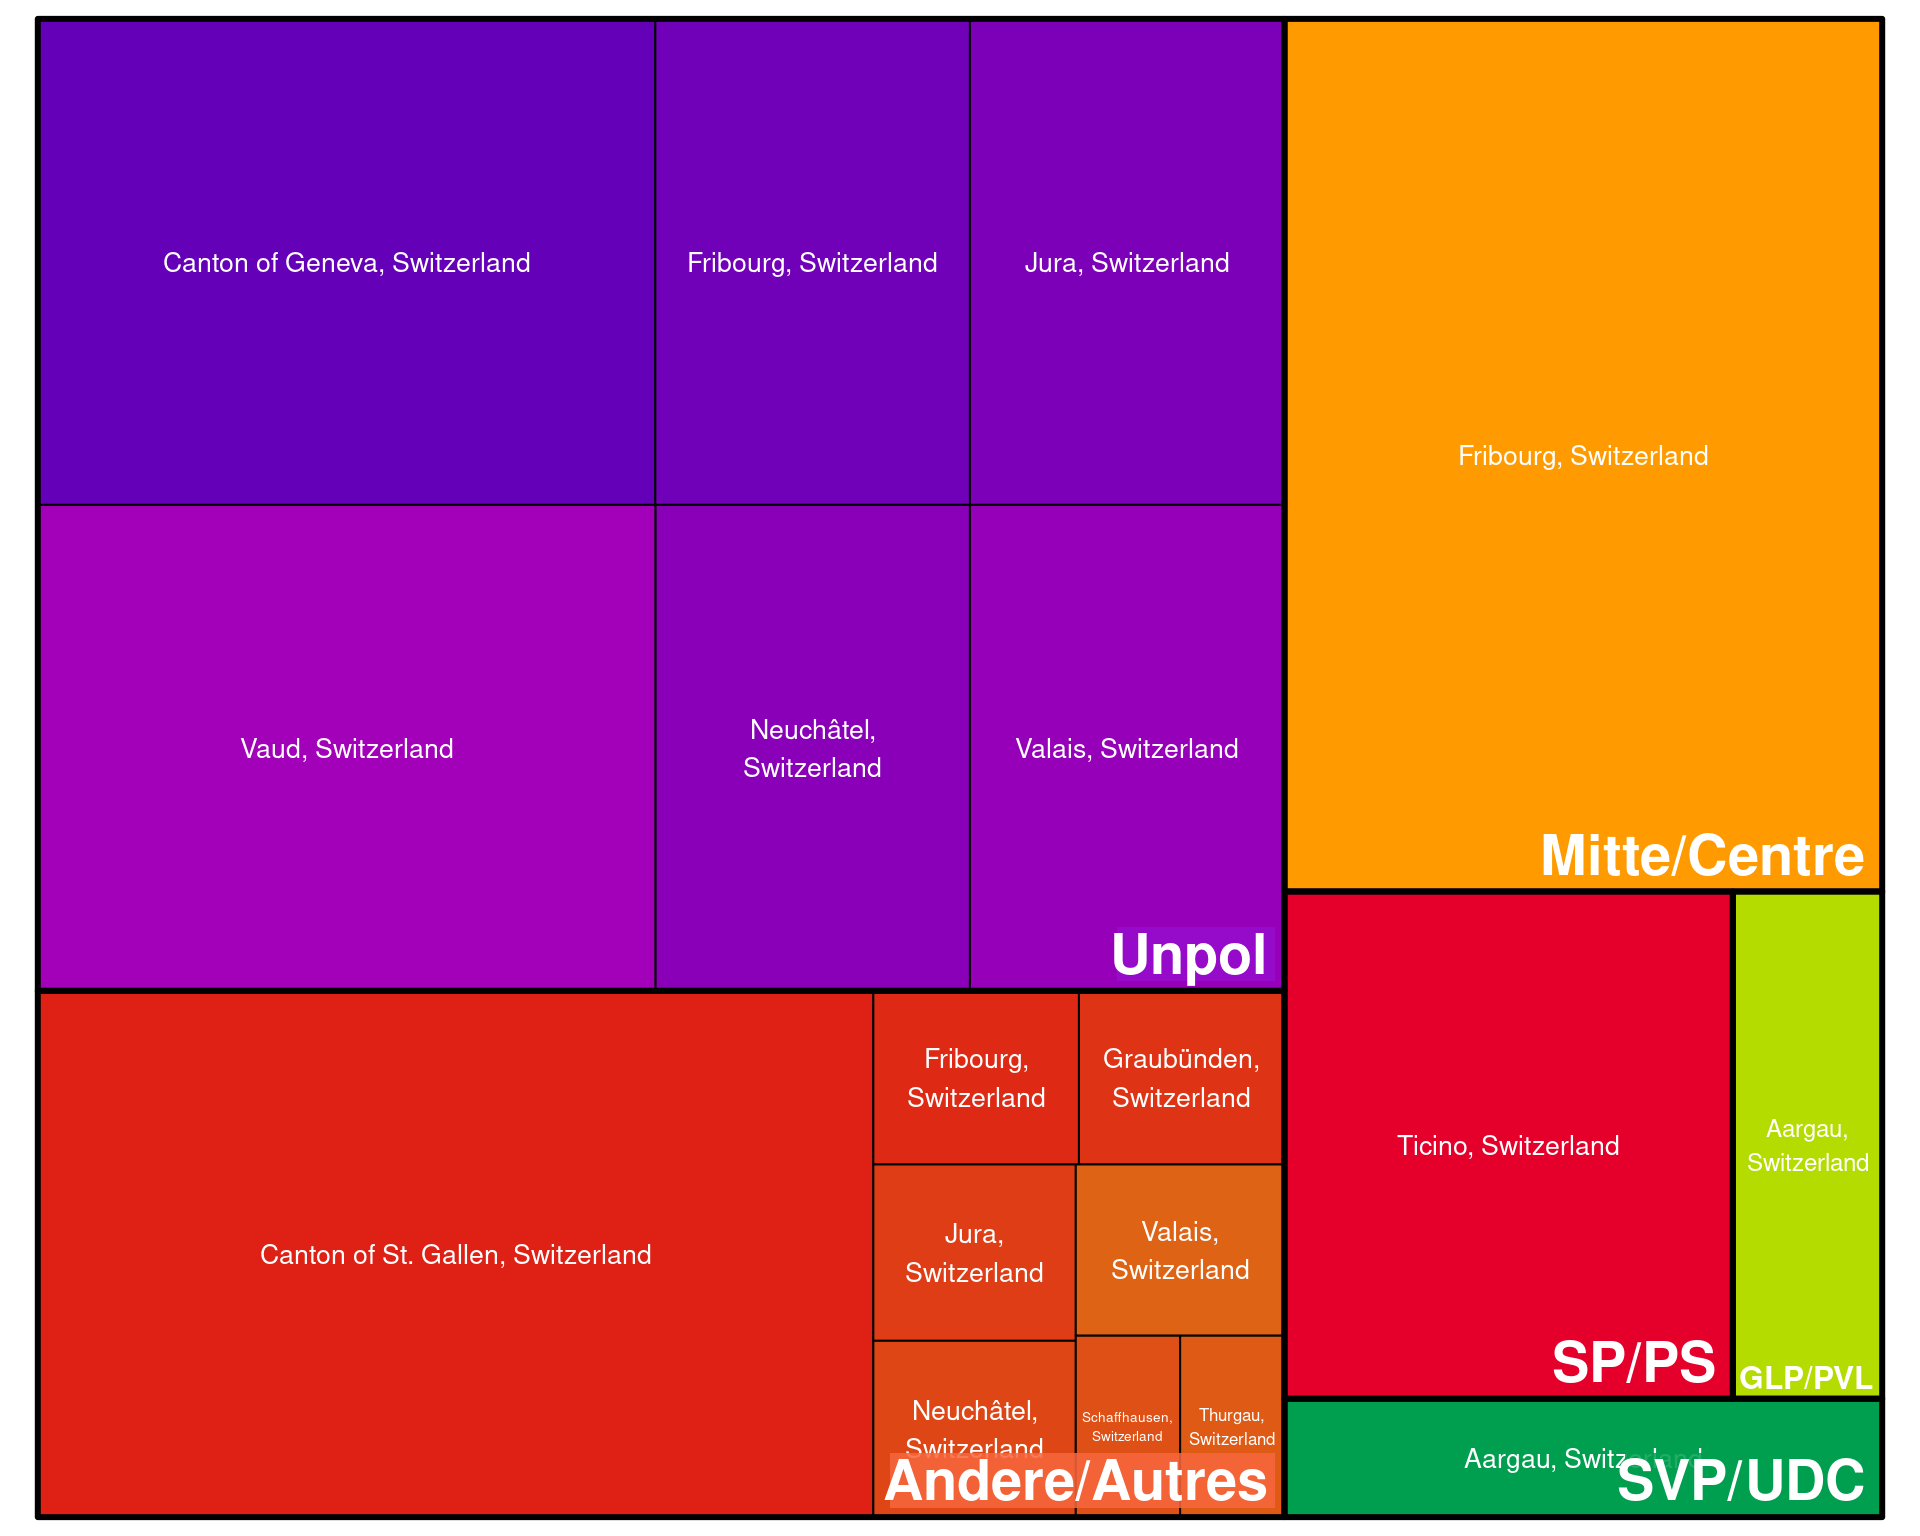 Canton of Geneva, Switzerland
Fribourg, Switzerland
Jura, Switzerland
Vaud, Switzerland
Neuchâtel,
Switzerland
Valais, Switzerland
Unpol
Fribourg, Switzerland
Mitte/Centre
Canton of St. Gallen, Switzerland
Fribourg,
Switzerland
Graubünden,
Switzerland
Jura,
Switzerland
Valais,
Switzerland
Neuchâtel,
Switzerland
Schaffhausen,
Switzerland
Thurgau,
Switzerland
Andere/Autres
Ticino, Switzerland
SP/PS
Aargau,
Switzerland
GLP/PVL
Aargau, Switzerland
SVP/UDC